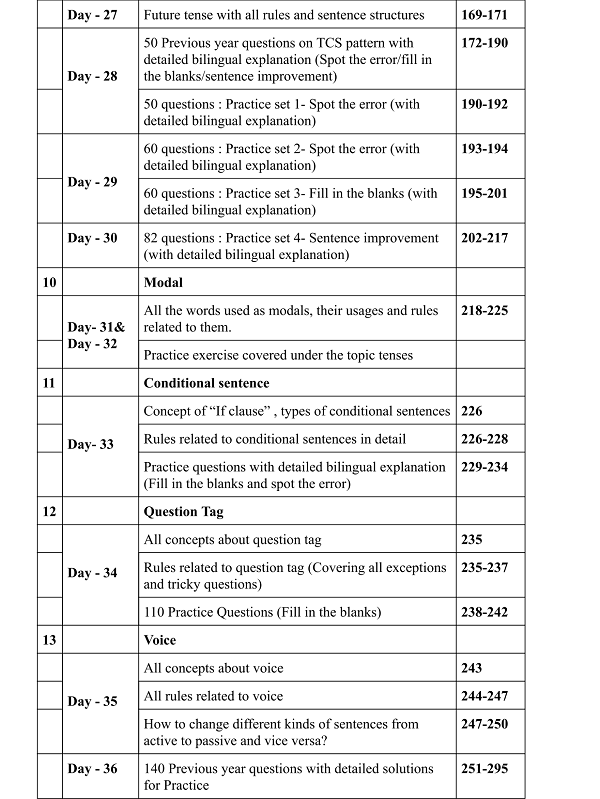 Day - 27 Future tense with all rules and sentence structures 169-171
50 Previous year questions on TCS pattern with 172-190
detailed bilingual explanation (Spot the error/fill in
Day - 28 the blanks/sentence improvement)
50 questions : Practice set 1- Spot the error (with 190-192
detailed bilingual explanation)
60 questions : Practice set 2- Spot the error (with 193-194
detailed bilingual explanation)
Day - 29
60 questions : Practice set 3- Fill in the blanks (with 195-201
detailed bilingual explanation)
Day - 30 82 questions : Practice set 4- Sentence improvement 202-217
(with detailed bilingual explanation)
10 Modal
All the words used as modals, their usages and rules 218-225
Day- 31& related to them.
Day - 32
Practice exercise covered under the topic tenses
11 Conditional sentence
Concept of “If clause” , types of conditional sentences 226
Day- 33 Rules related to conditional sentences in detail 226-228
Practice questions with detailed bilingual explanation 229-234
(Fill in the blanks and spot the error)
12 Question Tag
All concepts about question tag 235
Day - 34 Rules related to question tag (Covering all exceptions 235-237
and tricky questions)
110 Practice Questions (Fill in the blanks) 238-242
13 Voice
All concepts about voice 243
Day - 35 All rules related to voice 244-247
How to change different kinds of sentences from 247-250
active to passive and vice versa?
Day - 36 140 Previous year questions with detailed solutions 251-295
for Practice